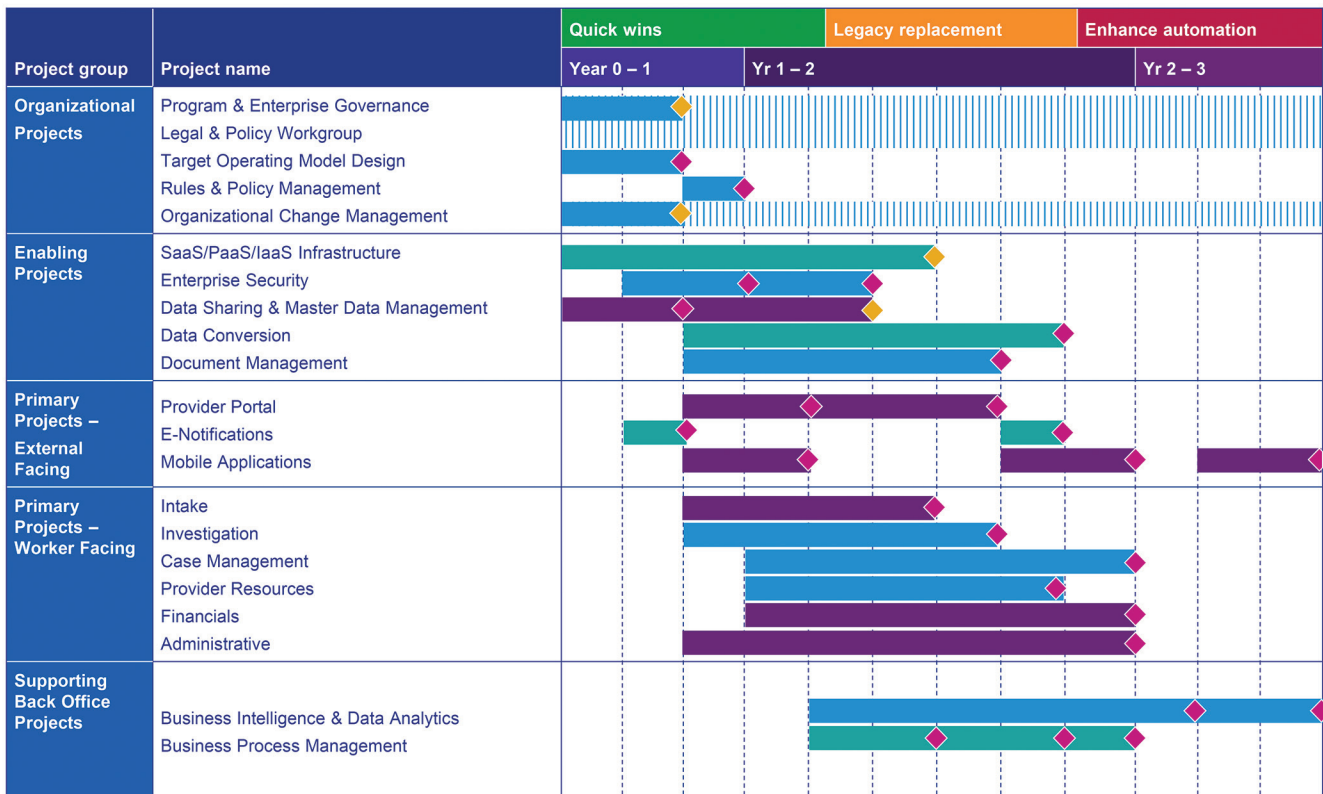 Quick wins
Legacy replacement
Enhance automation
Project group
Project name
Year 0 – 1
Yr 1 – 2
Yr 2 – 3
Organizational
Projects
Program & Enterprise Governance
Legal & Policy Workgroup
Target Operating Model Design
Rules & Policy Management
Organizational Change Management
Enabling
Projects
SaaS/PaaS/IaaS Infrastructure
Enterprise Security
Data Sharing & Master Data Management
Data Conversion
Document Management
Primary
Projects –
External
Facing
Provider Portal
E-Notifications
Mobile Applications
Primary
Projects –
Worker Facing
Intake
Investigation
Case Management
Provider Resources
Financials
Administrative
Supporting
Back Office
Projects
Business Intelligence & Data Analytics
Business Process Management